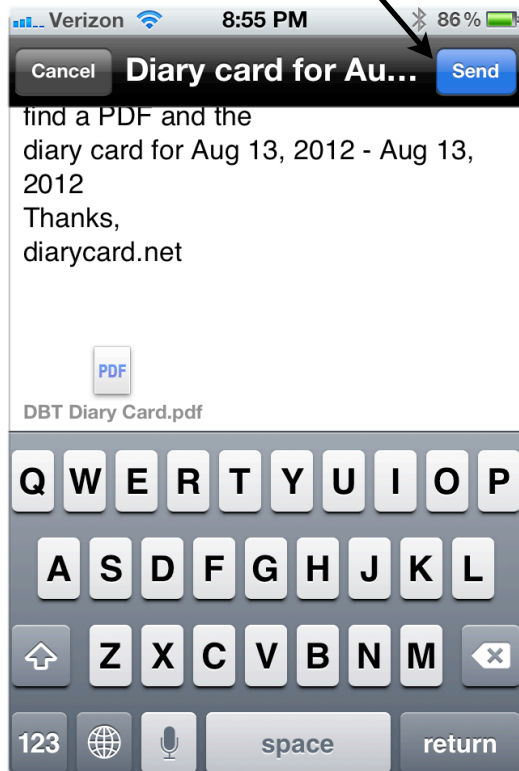 Verizon 8:55 PM 86%
Cancel Diary card for Au... Send
find a PDF and the
diary card for Aug 13, 2012 - Aug 13,
2012
Thanks,
diarycard.net
PDF
DBT Diary Card.pdf
Q W E R T Y U I O P
A S D F G H J K L
Z X C V B N M
123 space return